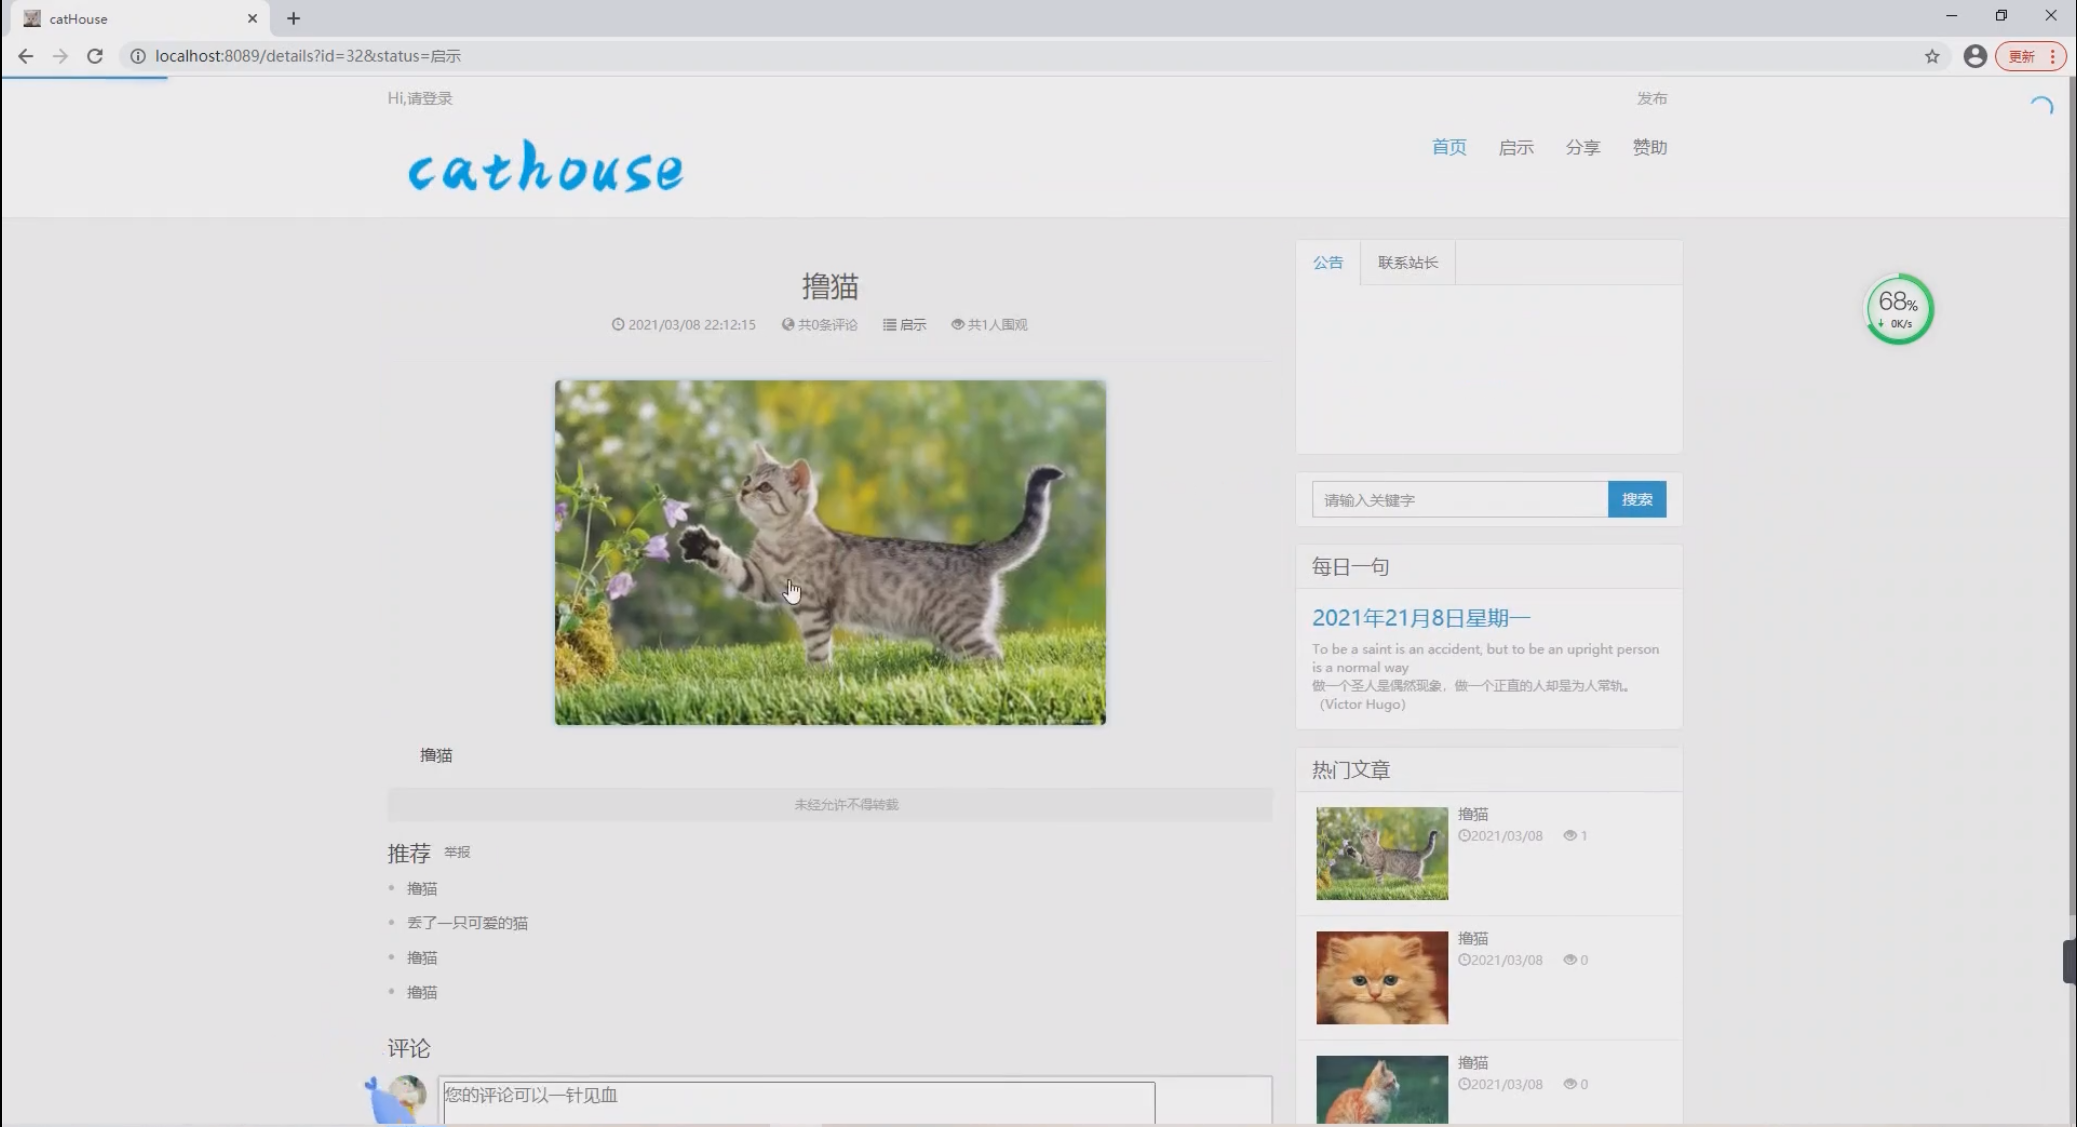 catHouse
localhost:8089/details?id=32&status=启示
更新
Hi,请登录
发布
cathouse
首页 启示 分享 赞助
撸猫
2021/03/08 22:12:15 共0条评论 启示 共1人围观
撸猫
未经允许不得转载
推荐 举报
撸猫
丢了一只可爱的猫
撸猫
撸猫
评论
您的评论可以一针见血
公告 联系站长
请输入关键字 搜索
每日一句
2021年21月8日星期一
To be a saint is an accident, but to be an upright person
is a normal way
做一个圣人是偶然现象，做一个正直的人却是为人常轨。
（Victor Hugo）
热门文章
撸猫
2021/03/08 1
撸猫
2021/03/08 0
撸猫
2021/03/08 0
68%
0K/s